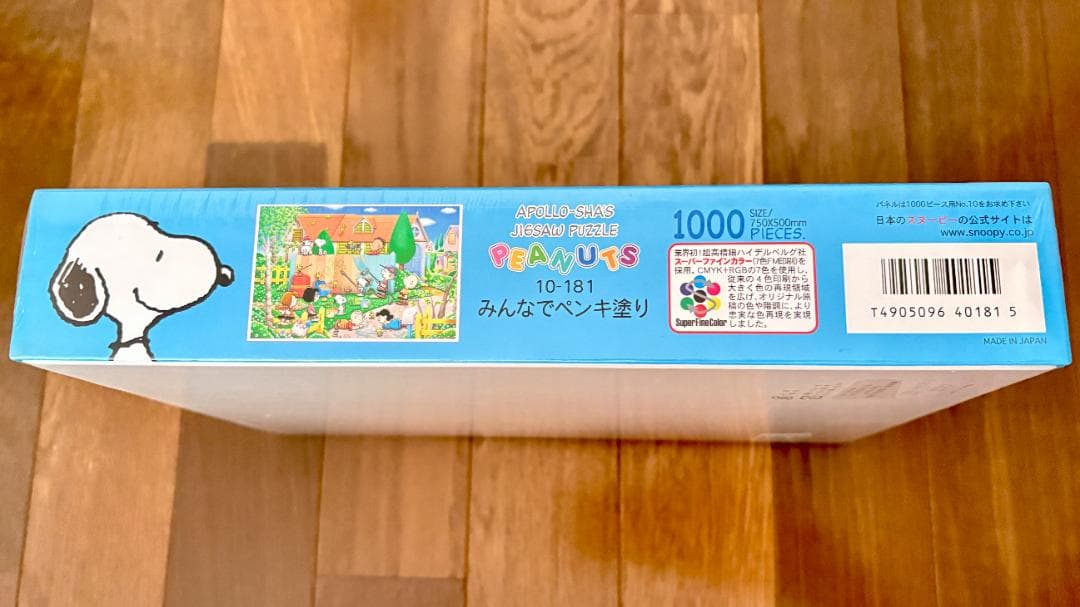 APOLLO-SHA'S
JIGSAW PUZZLE
PEANUTS
10-181
みんなでペンキ塗り
1000 SIZE/
750X500mm
PIECES.
業界初!超高精細ハイデルベルグ社
スーパーファインカラー(7色FM印刷)を
採用。CMYK+RGBの7色を使用し、
従来の4色印刷から
大きく色の再現領域
を広げ、オリジナル原
稿の色や階調に、より
忠実な色再現を実現
しました。
SuperFineColor
パネルは1000ピース用No.10をお求め下さい
日本のスヌーピーの公式サイトは
www.snoopy.co.jp
T4905096 40181 5
MADE IN JAPAN